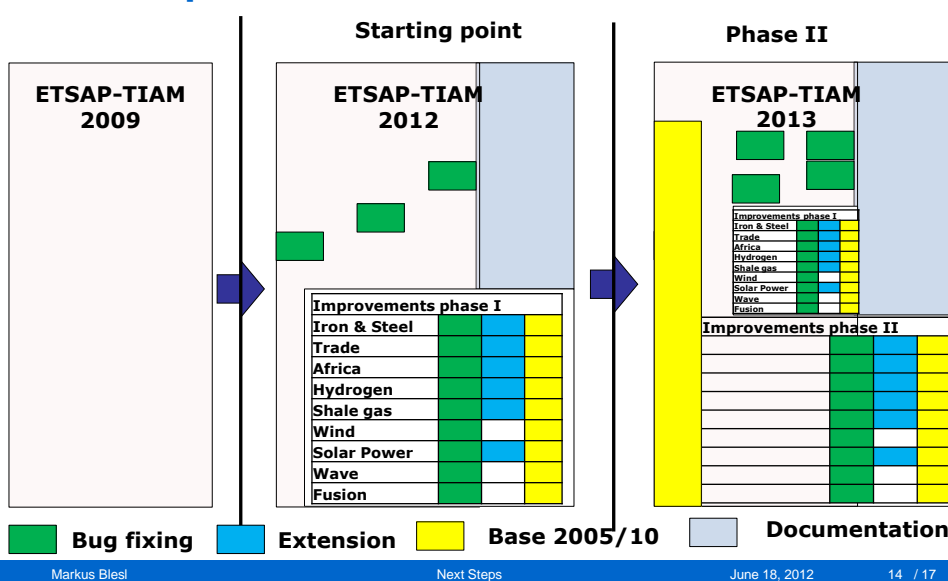 Starting point
Phase II
ETSAP-TIAM
2009
ETSAP-TIAM
2012
ETSAP-TIAM
2013
Improvements phase I
Iron & Steel
Trade
Africa
Hydrogen
Shale gas
Wind
Solar Power
Wave
Fusion
Improvements phase I
Iron & Steel
Trade
Africa
Hydrogen
Shale gas
Wind
Solar Power
Wave
Fusion
Improvements phase II
Bug fixing
Extension
Base 2005/10
Documentation
Markus Blesl
Next Steps
June 18, 2012
14 / 17